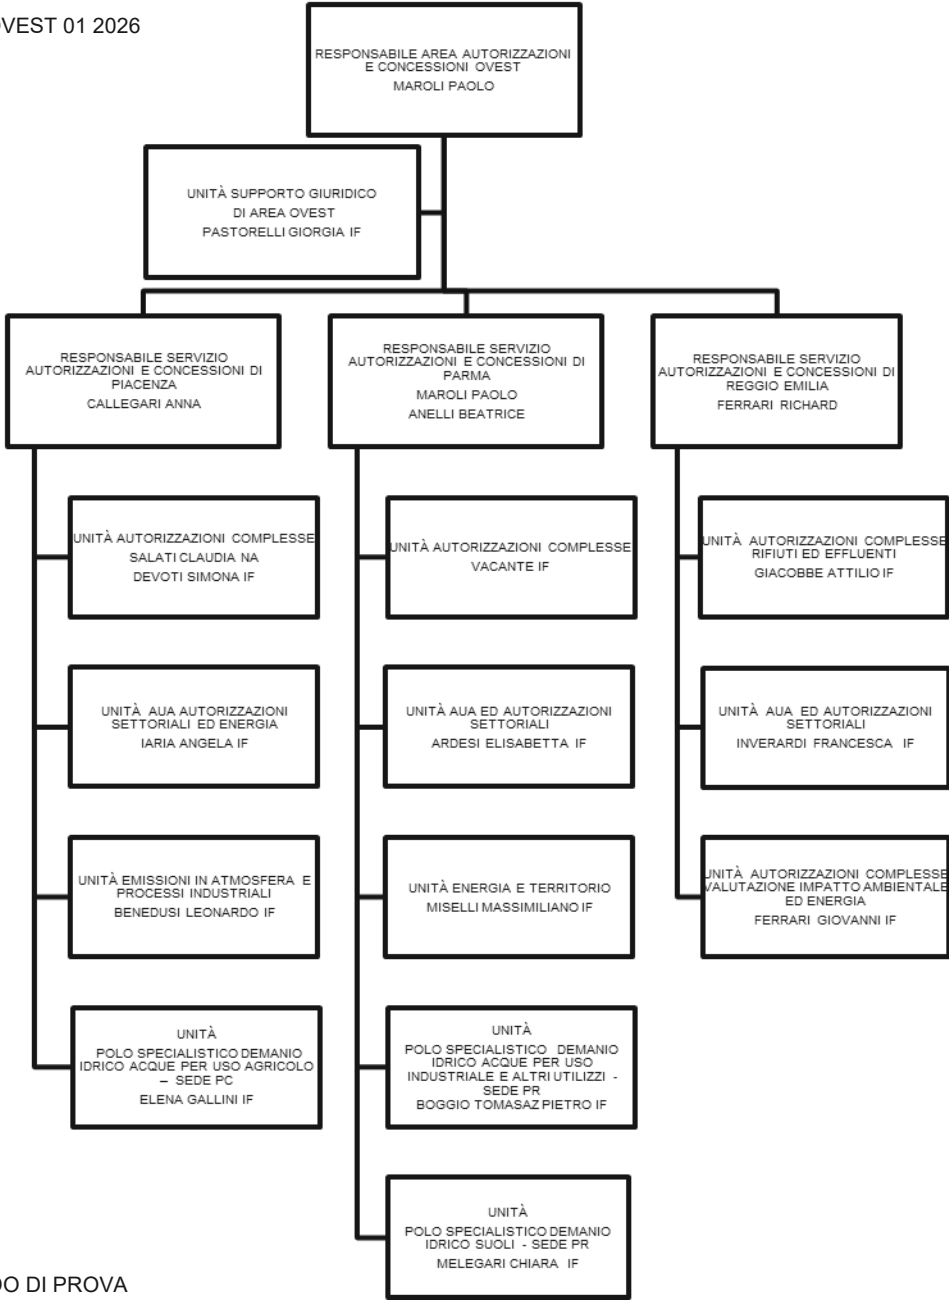 OVEST 01 2026
RESPONSABILE AREA AUTORIZZAZIONI
E CONCESSIONI OVEST
MAROLI PAOLO
UNITÀ SUPPORTO GIURIDICO
DI AREA OVEST
PASTORELLI GIORGIA IF
RESPONSABILE SERVIZIO
AUTORIZZAZIONI E CONCESSIONI DI
PIACENZA
CALLEGARI ANNA
RESPONSABILE SERVIZIO
AUTORIZZAZIONI E CONCESSIONI DI
PARMA
MAROLI PAOLO
ANELLI BEATRICE
RESPONSABILE SERVIZIO
AUTORIZZAZIONI E CONCESSIONI DI
REGGIO EMILIA
FERRARI RICHARD
UNITÀ AUTORIZZAZIONI COMPLESSE
SALATI CLAUDIA NA
DEVOTI SIMONA IF
UNITÀ AUTORIZZAZIONI COMPLESSE
VACANTE IF
UNITÀ AUTORIZZAZIONI COMPLESSE
RIFIUTI ED EFFLUENTI
GIACOBBE ATTILIO IF
UNITÀ AUA AUTORIZZAZIONI
SETTORIALI ED ENERGIA
IARIA ANGELA IF
UNITÀ AUA ED AUTORIZZAZIONI
SETTORIALI
ARDESI ELISABETTA IF
UNITÀ AUA ED AUTORIZZAZIONI
SETTORIALI
INVERARDI FRANCESCA IF
UNITÀ EMISSIONI IN ATMOSFERA E
PROCESSI INDUSTRIALI
BENEDUSI LEONARDO IF
UNITÀ ENERGIA E TERRITORIO
MISELLI MASSIMILIANO IF
UNITÀ AUTORIZZAZIONI COMPLESSE
VALUTAZIONE IMPATTO AMBIENTALE
ED ENERGIA
FERRARI GIOVANNI IF
UNITÀ
POLO SPECIALISTICO DEMANIO
IDRICO ACQUE PER USO AGRICOLO
– SEDE PC
ELENA GALLINI IF
UNITÀ
POLO SPECIALISTICO DEMANIO
IDRICO ACQUE PER USO
INDUSTRIALE E ALTRI UTILIZZI -
SEDE PR
BOGGIO TOMASAZ PIETRO IF
UNITÀ
POLO SPECIALISTICO DEMANIO
IDRICO SUOLI - SEDE PR
MELEGARI CHIARA IF
DI PROVA